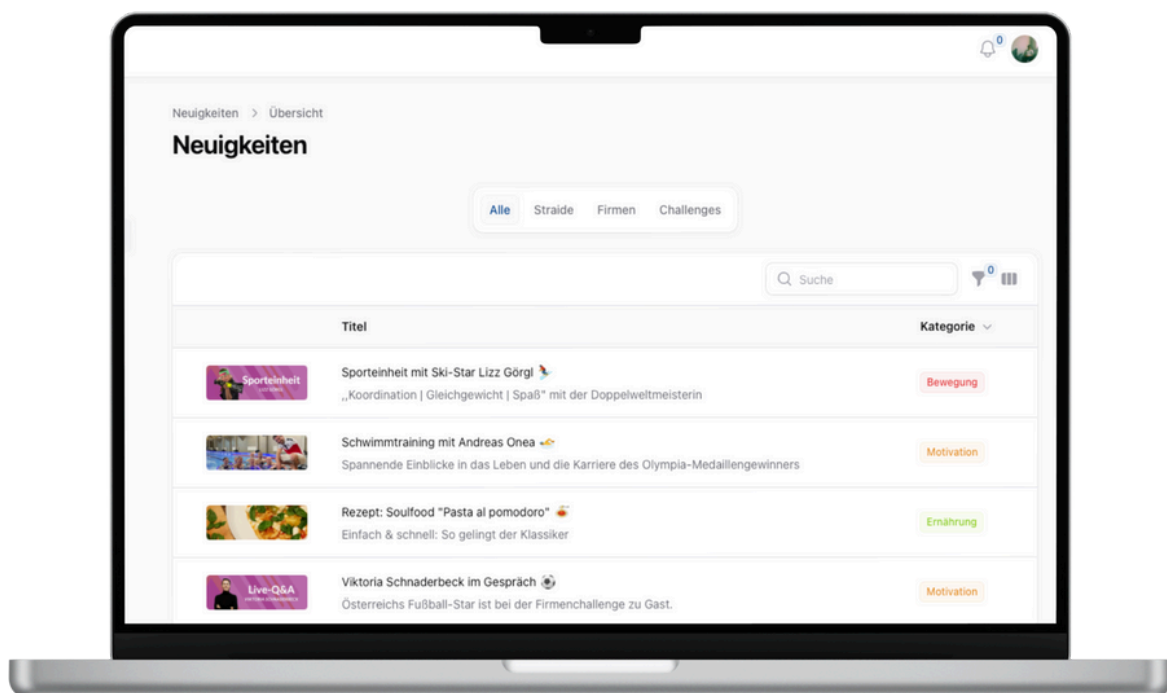 0
Neuigkeiten > Übersicht
Neuigkeiten
Alle Straide Firmen Challenges
Suche 0
Titel Kategorie
Sporteinheit
Sporteinheit mit Ski-Star Lizz Görgl ⛷️
,,Koordination | Gleichgewicht | Spaß" mit der Doppelweltmeisterin
Bewegung
Schwimmtraining mit Andreas Onea 🏊
Spannende Einblicke in das Leben und die Karriere des Olympia-Medaillengewinners
Motivation
Rezept: Soulfood "Pasta al pomodoro" 🍝
Einfach & schnell: So gelingt der Klassiker
Ernährung
Live-Q&A
Viktoria Schnaderbeck im Gespräch ⚽
Österreichs Fußball-Star ist bei der Firmenchallenge zu Gast.
Motivation